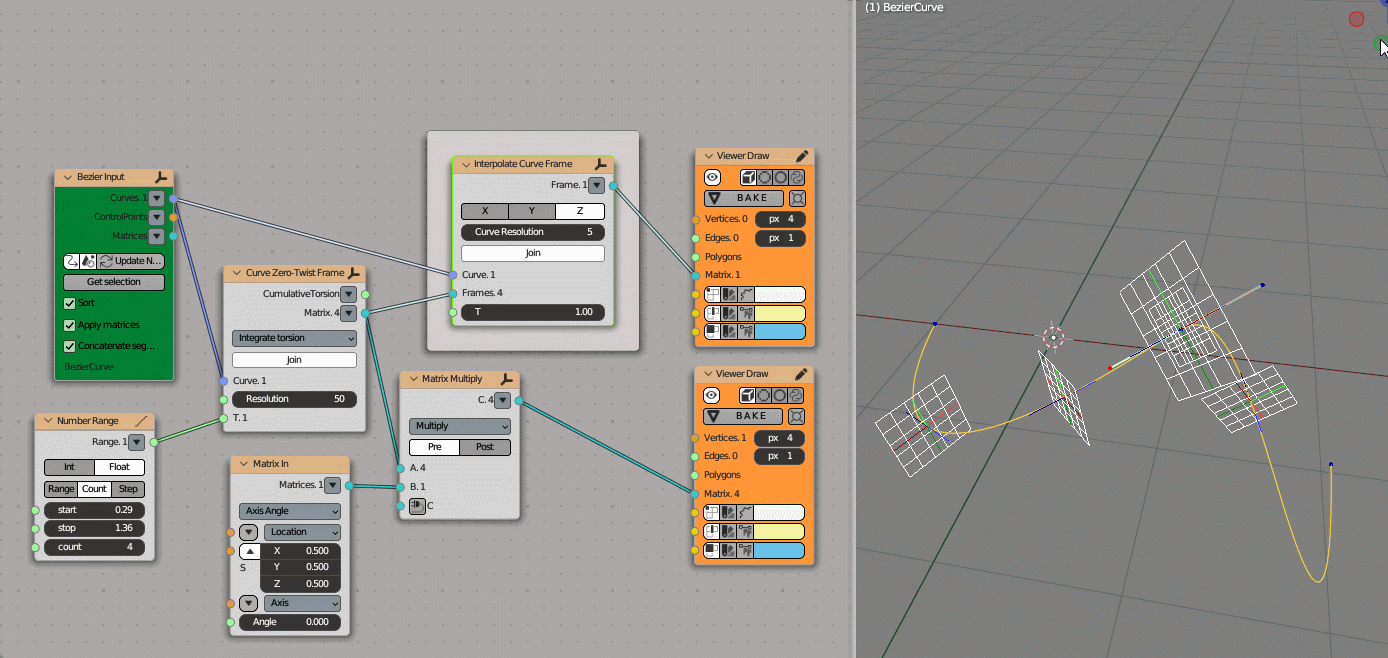 (1) BezierCurve
Bezier Input
Curves. 1
ControlPoints
Matrices
Update N...
Get selection
Sort
Apply matrices
Concatenate seg...
BezierCurve
Number Range
Range. 1
Int Float
Range Count Step
start 0.29
stop 1.36
count 4
Curve Zero-Twist Frame
CumulativeTorsion
Matrix. 4
Integrate torsion
Join
Curve. 1
Resolution 50
T. 1
Matrix In
Matrices. 1
Axis Angle
Location
X 0.500
S Y 0.500
Z 0.500
Axis
Angle 0.000
Interpolate Curve Frame
Frame. 1
X Y Z
Curve Resolution 5
Join
Curve. 1
Frames. 4
T 1.00
Matrix Multiply
C. 4
Multiply
Pre Post
A. 4
B. 1
C
Viewer Draw
BAKE
Vertices. 0 px 4
Edges. 0 px 1
Polygons
Matrix. 1
Viewer Draw
BAKE
Vertices. 1 px 4
Edges. 0 px 1
Polygons
Matrix. 4